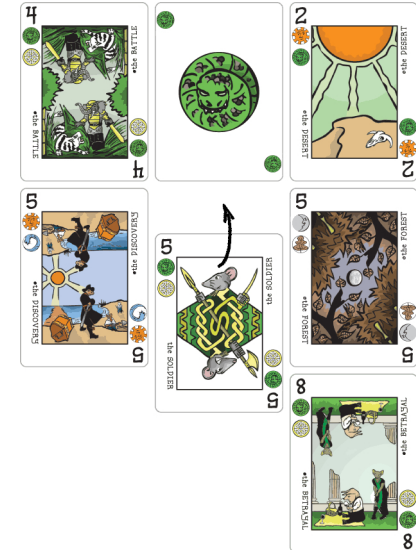 4
•the BATTLE
•the BATTLE
4
2
•the DESERT
•the DESERT
2
5
•the DISCOVERY
•the DISCOVERY
5
5
the SOLDIER
the SOLDIER
5
5
•the FOREST
•the FOREST
5
8
•the BETRAYAL
•the BETRAYAL
8